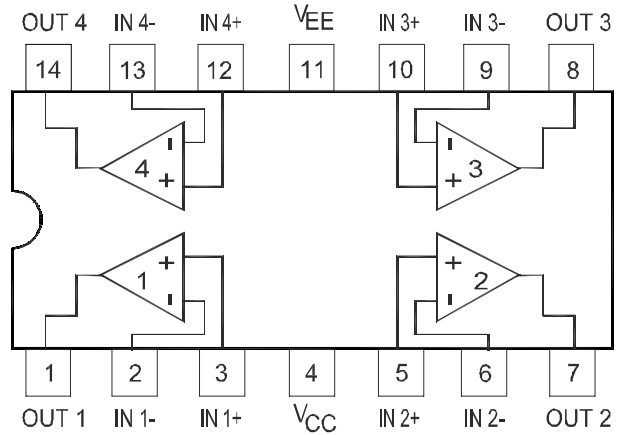 OUT 4 IN 4- IN 4+ VEE IN 3+ IN 3- OUT 3
14 13 12 11 10 9 8
- -
4 3
+ +
+ +
1 2
- -
1 2 3 4 5 6 7
OUT 1 IN 1- IN 1+ VCC IN 2+ IN 2- OUT 2